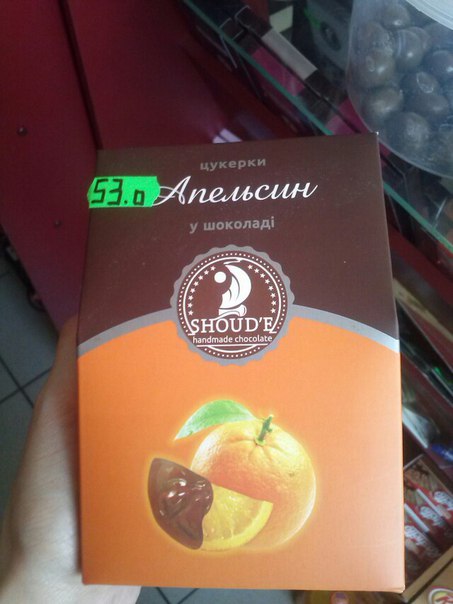 цукерки
53.0
Апельсин
у шоколаді
SHOUD'E
handmade chocolate